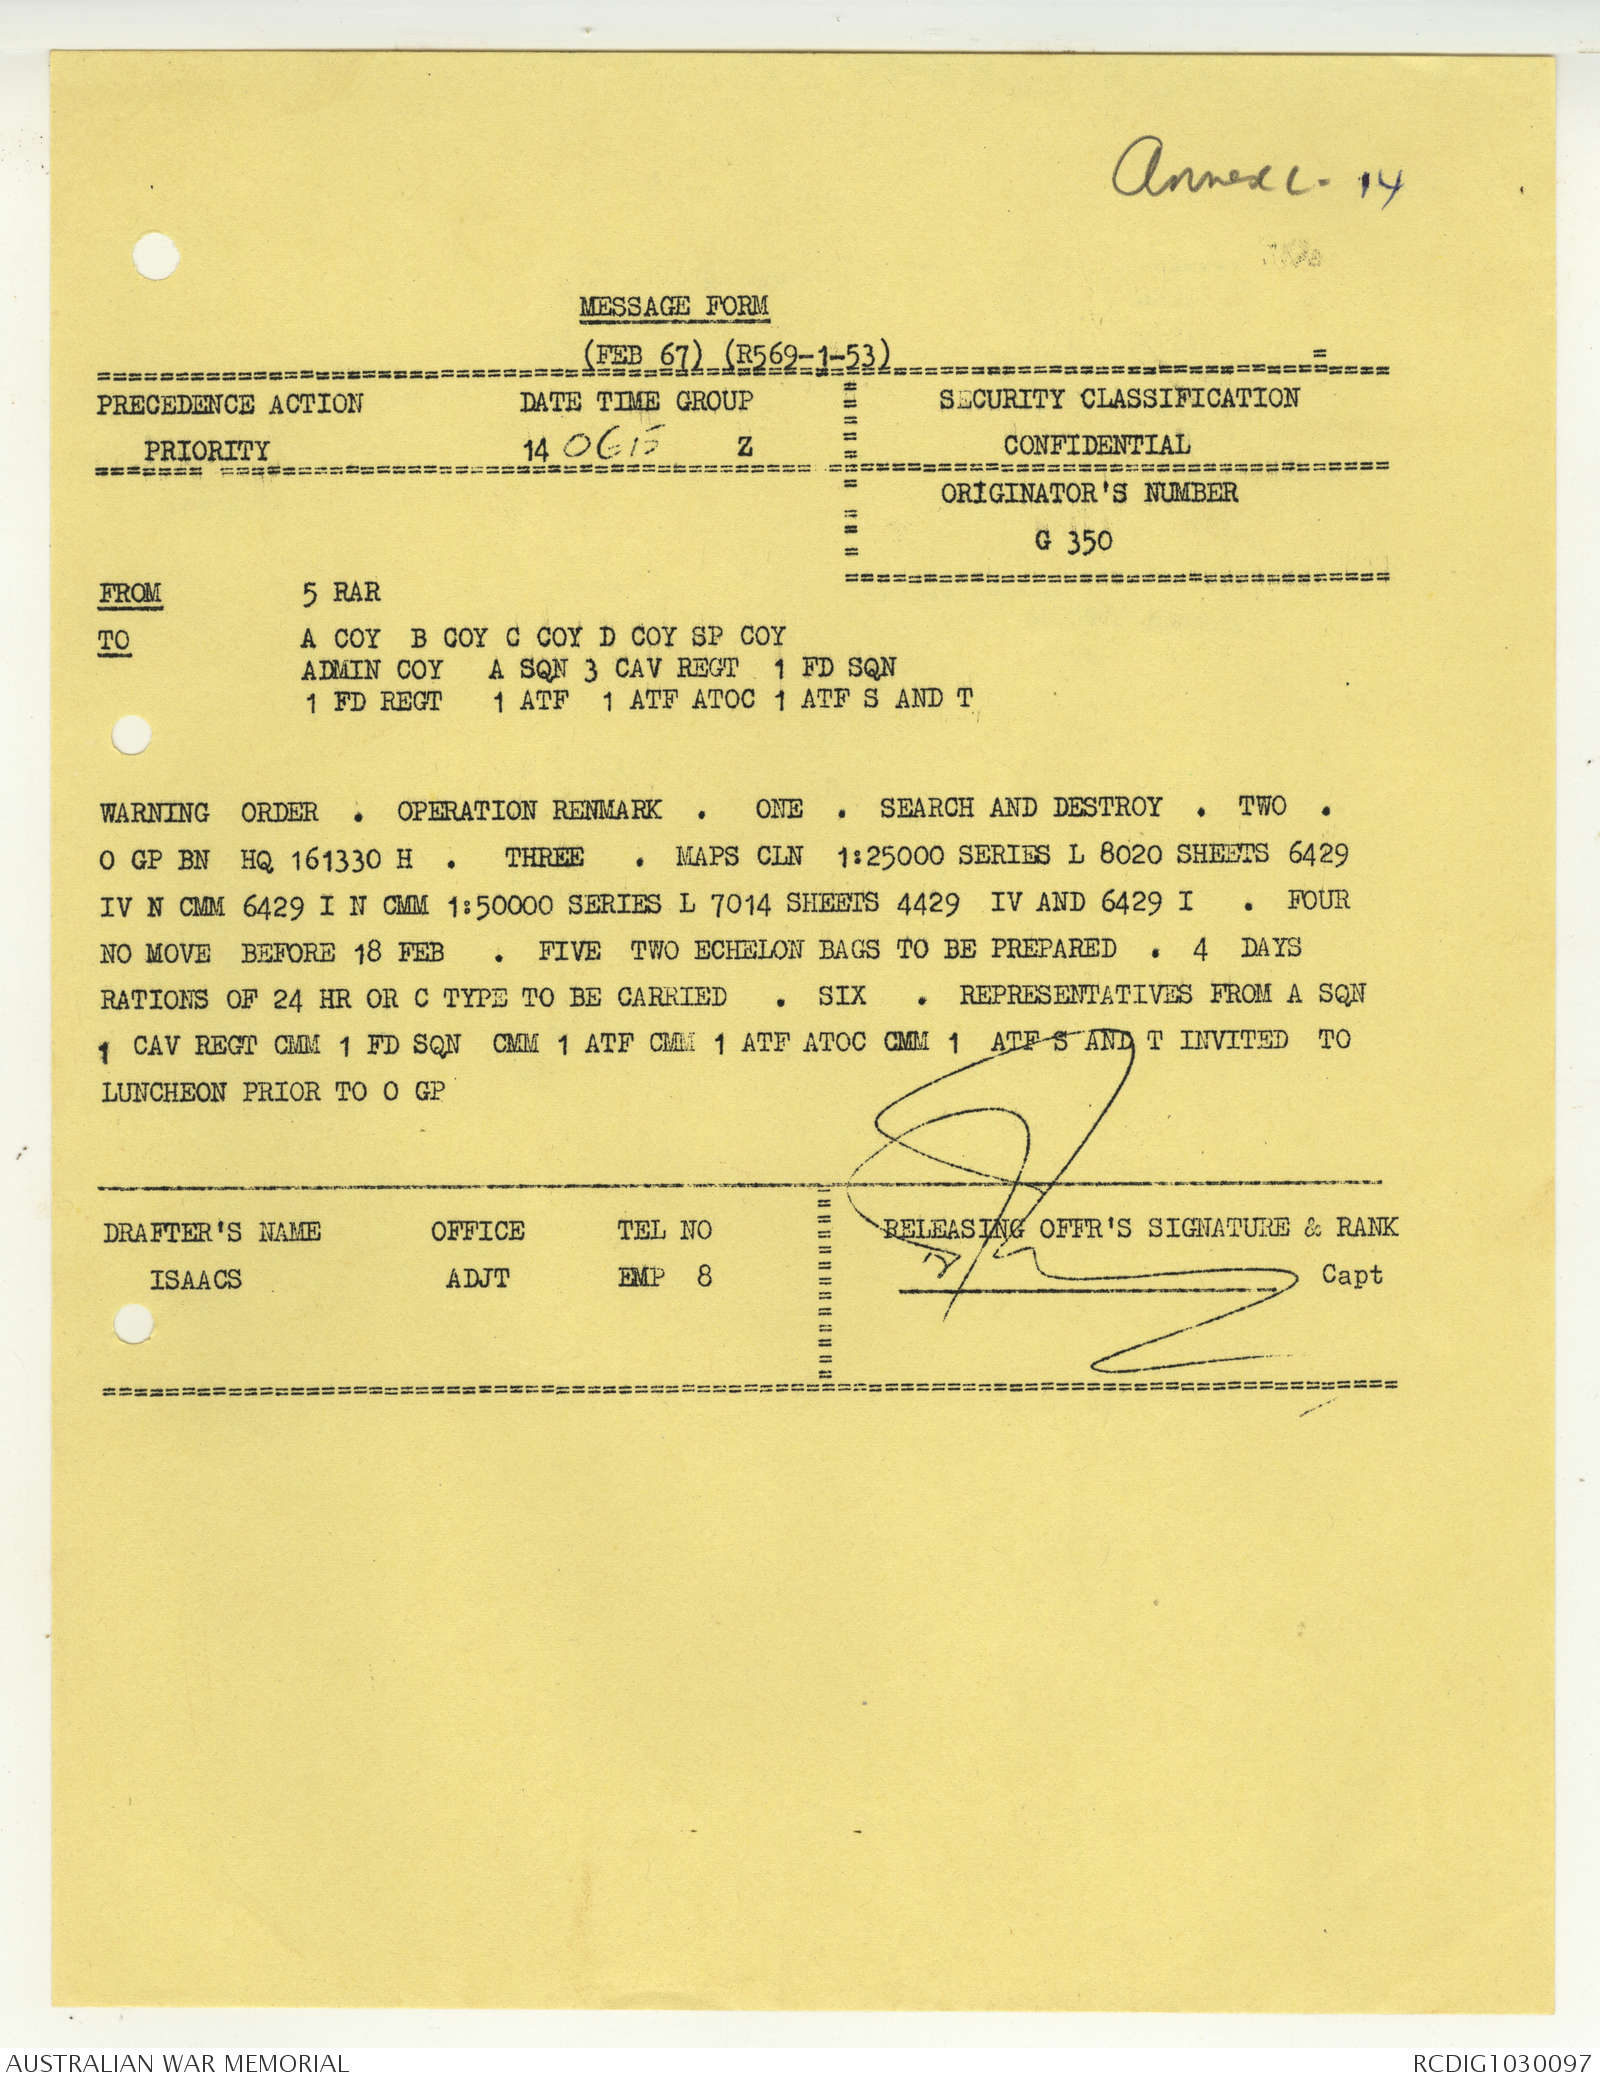 Annex C - 14
MESSAGE FORM
(FEB 67) (R569-1-53)
PRECEDENCE ACTION DATE TIME GROUP SECURITY CLASSIFICATION
PRIORITY 14 0615 Z CONFIDENTIAL
ORIGINATOR'S NUMBER
G 350
FROM 5 RAR
TO A COY B COY C COY D COY SP COY
ADMIN COY A SQN 3 CAV REGT 1 FD SQN
1 FD REGT 1 ATF 1 ATF ATOC 1 ATF S AND T
WARNING ORDER . OPERATION RENMARK . ONE . SEARCH AND DESTROY . TWO .
O GP BN HQ 161330 H . THREE . MAPS CLN 1:25000 SERIES L 8020 SHEETS 6429
IV N CMM 6429 I N CMM 1:50000 SERIES L 7014 SHEETS 4429 IV AND 6429 I . FOUR
NO MOVE BEFORE 18 FEB . FIVE TWO ECHELON BAGS TO BE PREPARED . 4 DAYS
RATIONS OF 24 HR OR C TYPE TO BE CARRIED . SIX . REPRESENTATIVES FROM A SQN
1 CAV REGT CMM 1 FD SQN CMM 1 ATF CMM 1 ATF ATOC CMM 1 ATF S AND T INVITED TO
LUNCHEON PRIOR TO O GP
DRAFTER'S NAME OFFICE TEL NO RELEASING OFFR'S SIGNATURE & RANK
ISAACS ADJT EMP 8 Capt
AUSTRALIAN WAR MEMORIAL RCDIG1030097